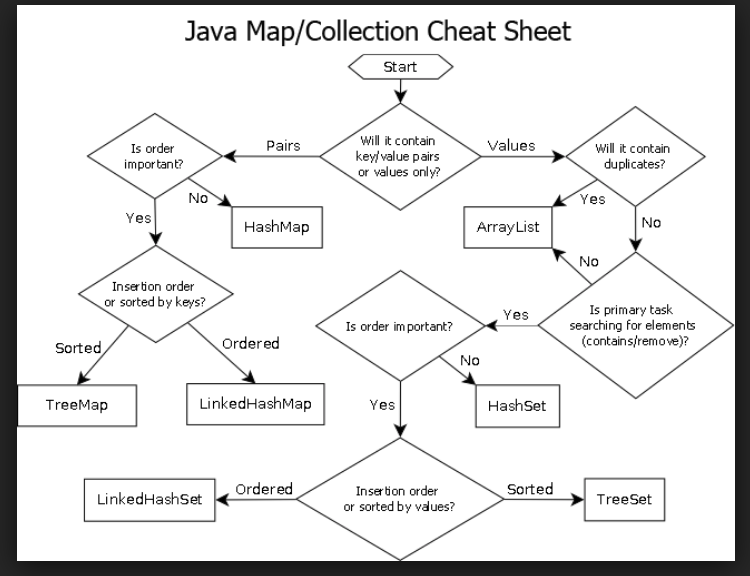 Java Map/Collection Cheat Sheet
Start
Is order
important?
Pairs
Will it contain
key/value pairs
or values only?
Values
Will it contain
duplicates?
No
HashMap
Yes
ArrayList
Yes
No
No
Insertion order
or sorted by keys?
Is order important?
Yes
Is primary task
searching for elements
(contains/remove)?
Sorted
Ordered
No
TreeMap
LinkedHashMap
Yes
HashSet
LinkedHashSet
Ordered
Insertion order
or sorted by values?
Sorted
TreeSet